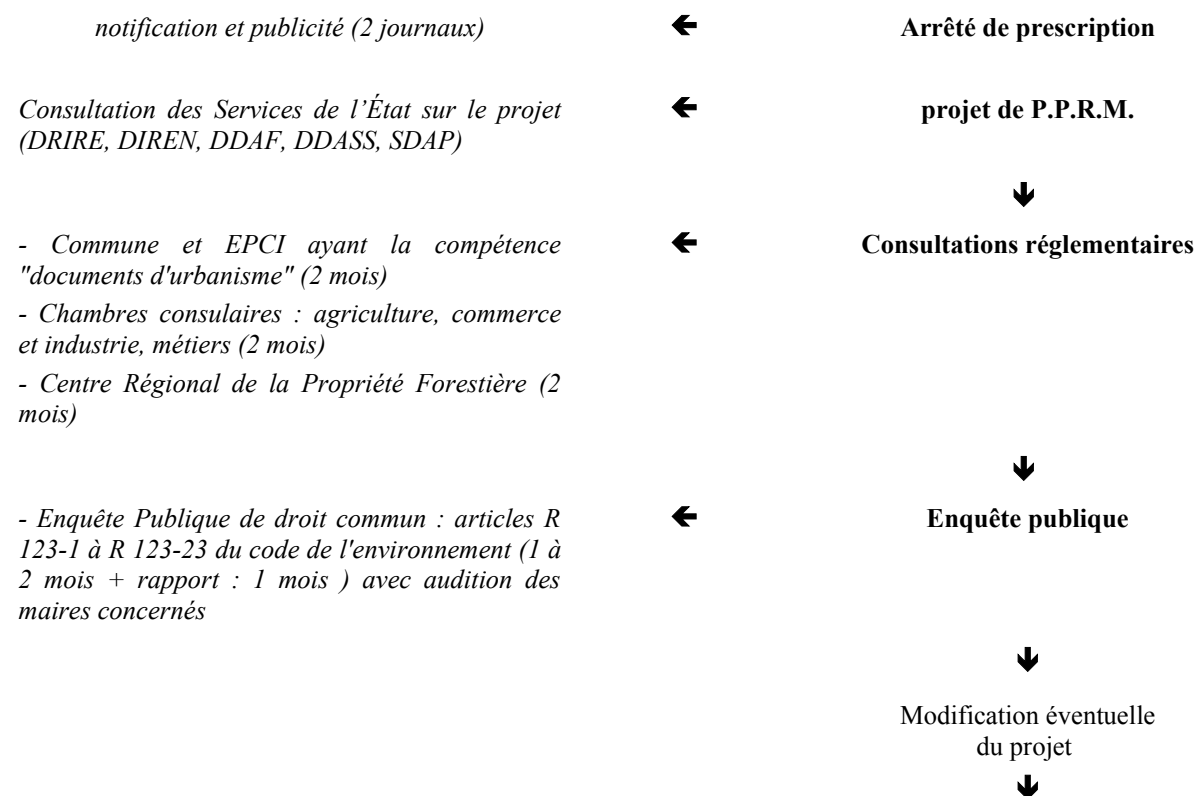 notification et publicité (2 journaux) 🡸 Arrêté de prescription
Consultation des Services de l’État sur le projet 🡸 projet de P.P.R.M.
(DRIRE, DIREN, DDAF, DDASS, SDAP)
🡻
- Commune et EPCI ayant la compétence 🡸 Consultations réglementaires
"documents d'urbanisme" (2 mois)
- Chambres consulaires : agriculture, commerce
et industrie, métiers (2 mois)
- Centre Régional de la Propriété Forestière (2
mois)
🡻
- Enquête Publique de droit commun : articles R 🡸 Enquête publique
123-1 à R 123-23 du code de l'environnement (1 à
2 mois + rapport : 1 mois ) avec audition des
maires concernés
🡻
Modification éventuelle
du projet
🡻